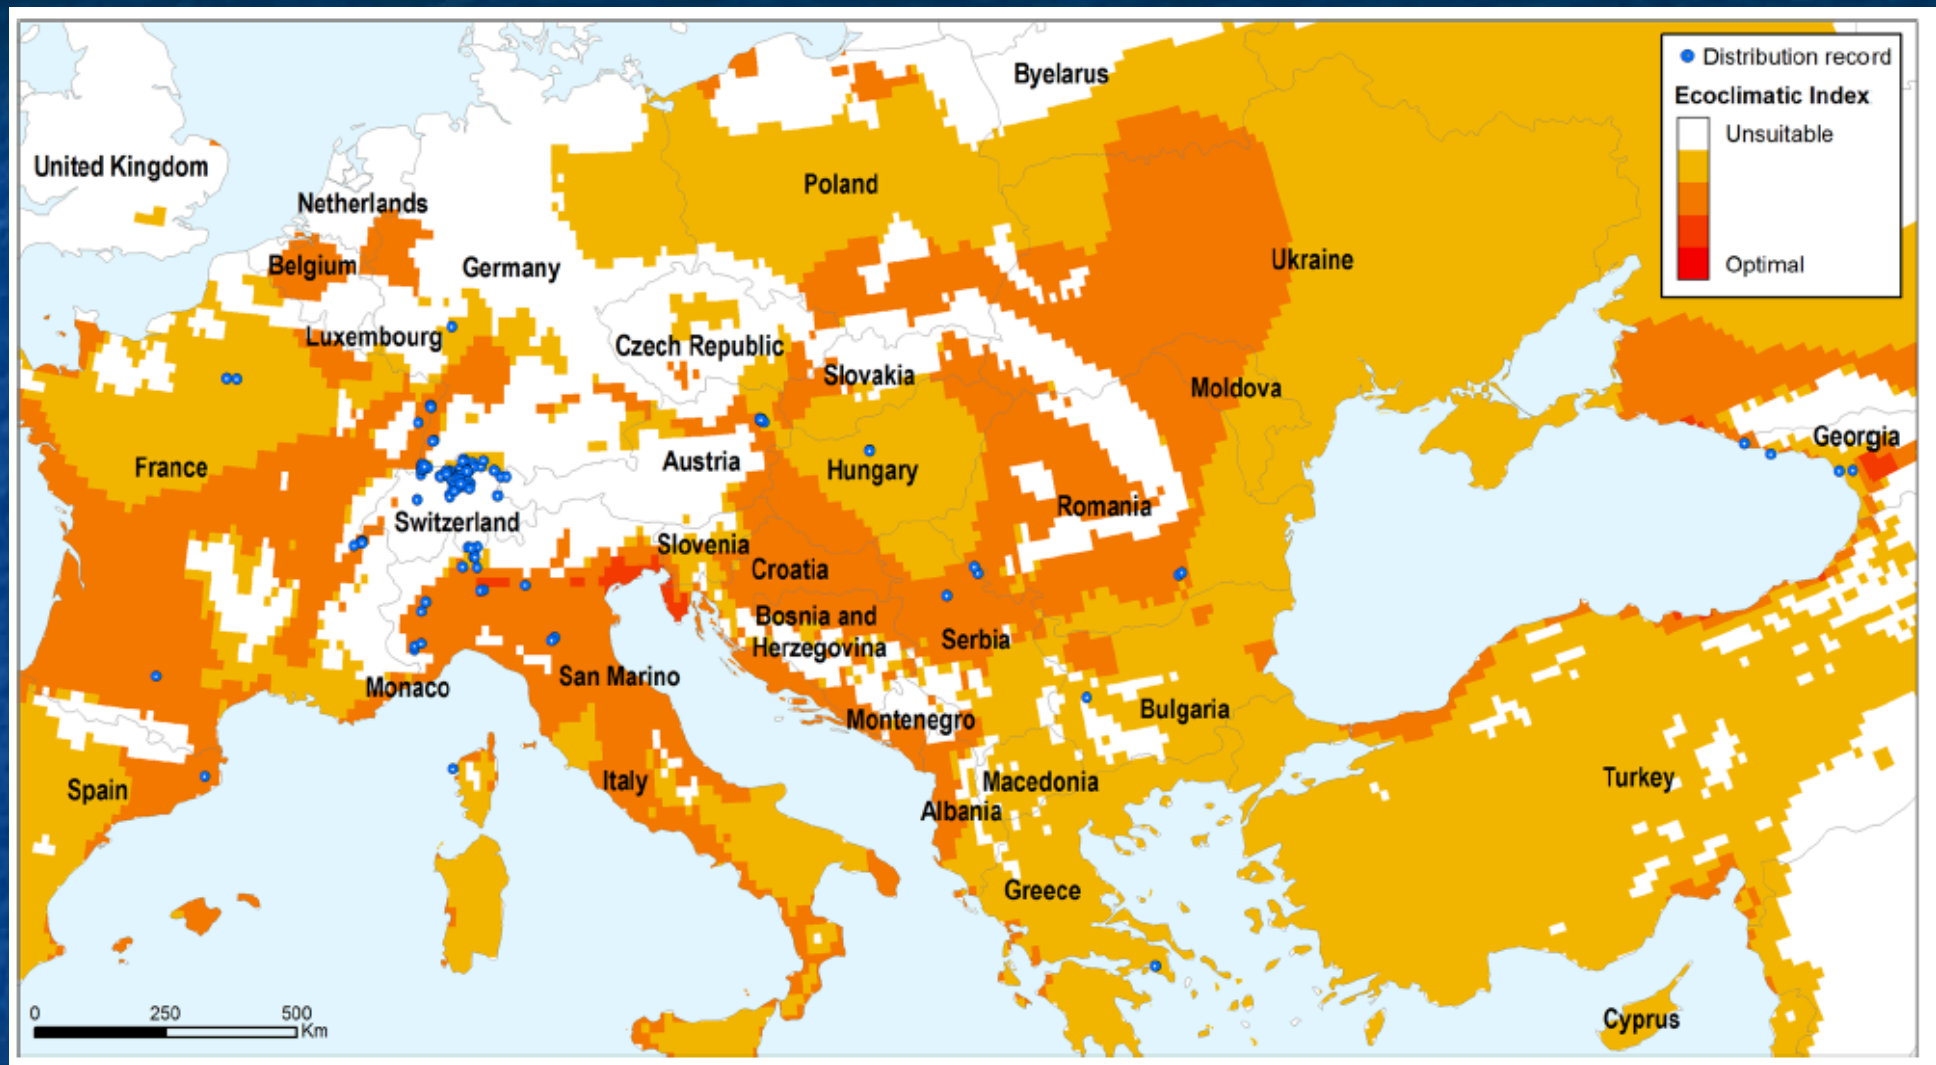 Distribution record
Ecoclimatic Index
Unsuitable
Optimal
Byelarus
United Kingdom
Netherlands
Poland
Belgium
Germany
Ukraine
Luxembourg
Czech Republic
Slovakia
Moldova
France
Austria
Hungary
Georgia
Switzerland
Romania
Slovenia
Croatia
Bosnia and
Herzegovina
Serbia
San Marino
Monaco
Montenegro
Bulgaria
Spain
Italy
Macedonia
Turkey
Albania
Greece
Cyprus
0 250 500
Km